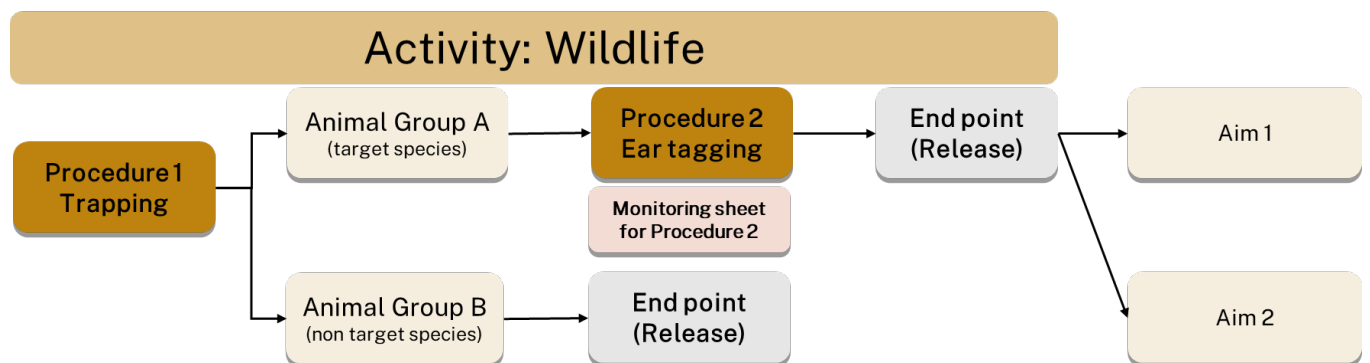 Activity: Wildlife
Procedure 1
Trapping
Animal Group A
(target species)
Procedure 2
Ear tagging
Monitoring sheet
for Procedure 2
End point
(Release)
Aim 1
Animal Group B
(non target species)
End point
(Release)
Aim 2